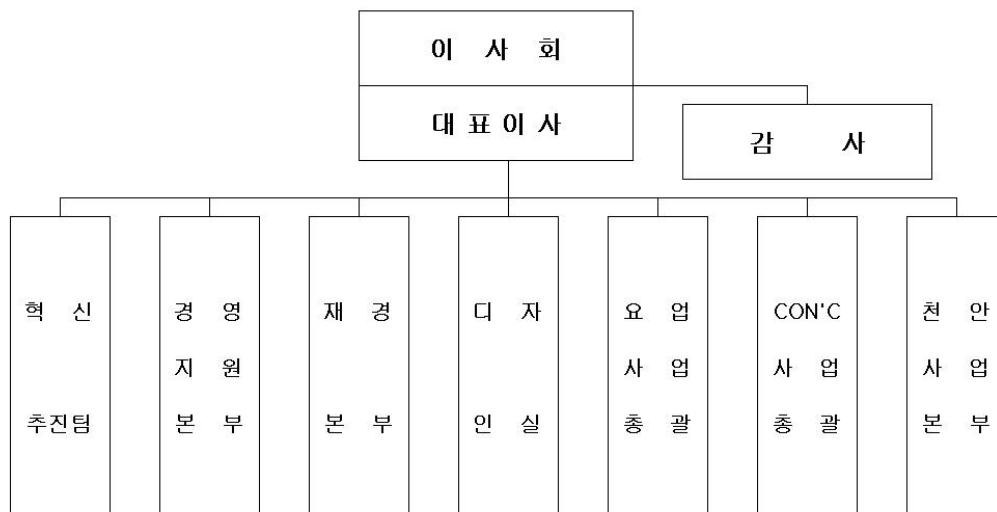 이 사 회
대 표 이 사
감 사
혁 신
추진팀
경 영
지 원
본 부
재 경
본 부
디 자
인 실
요 업
사 업
총 괄
CON'C
사 업
총 괄
천 안
사 업
본 부